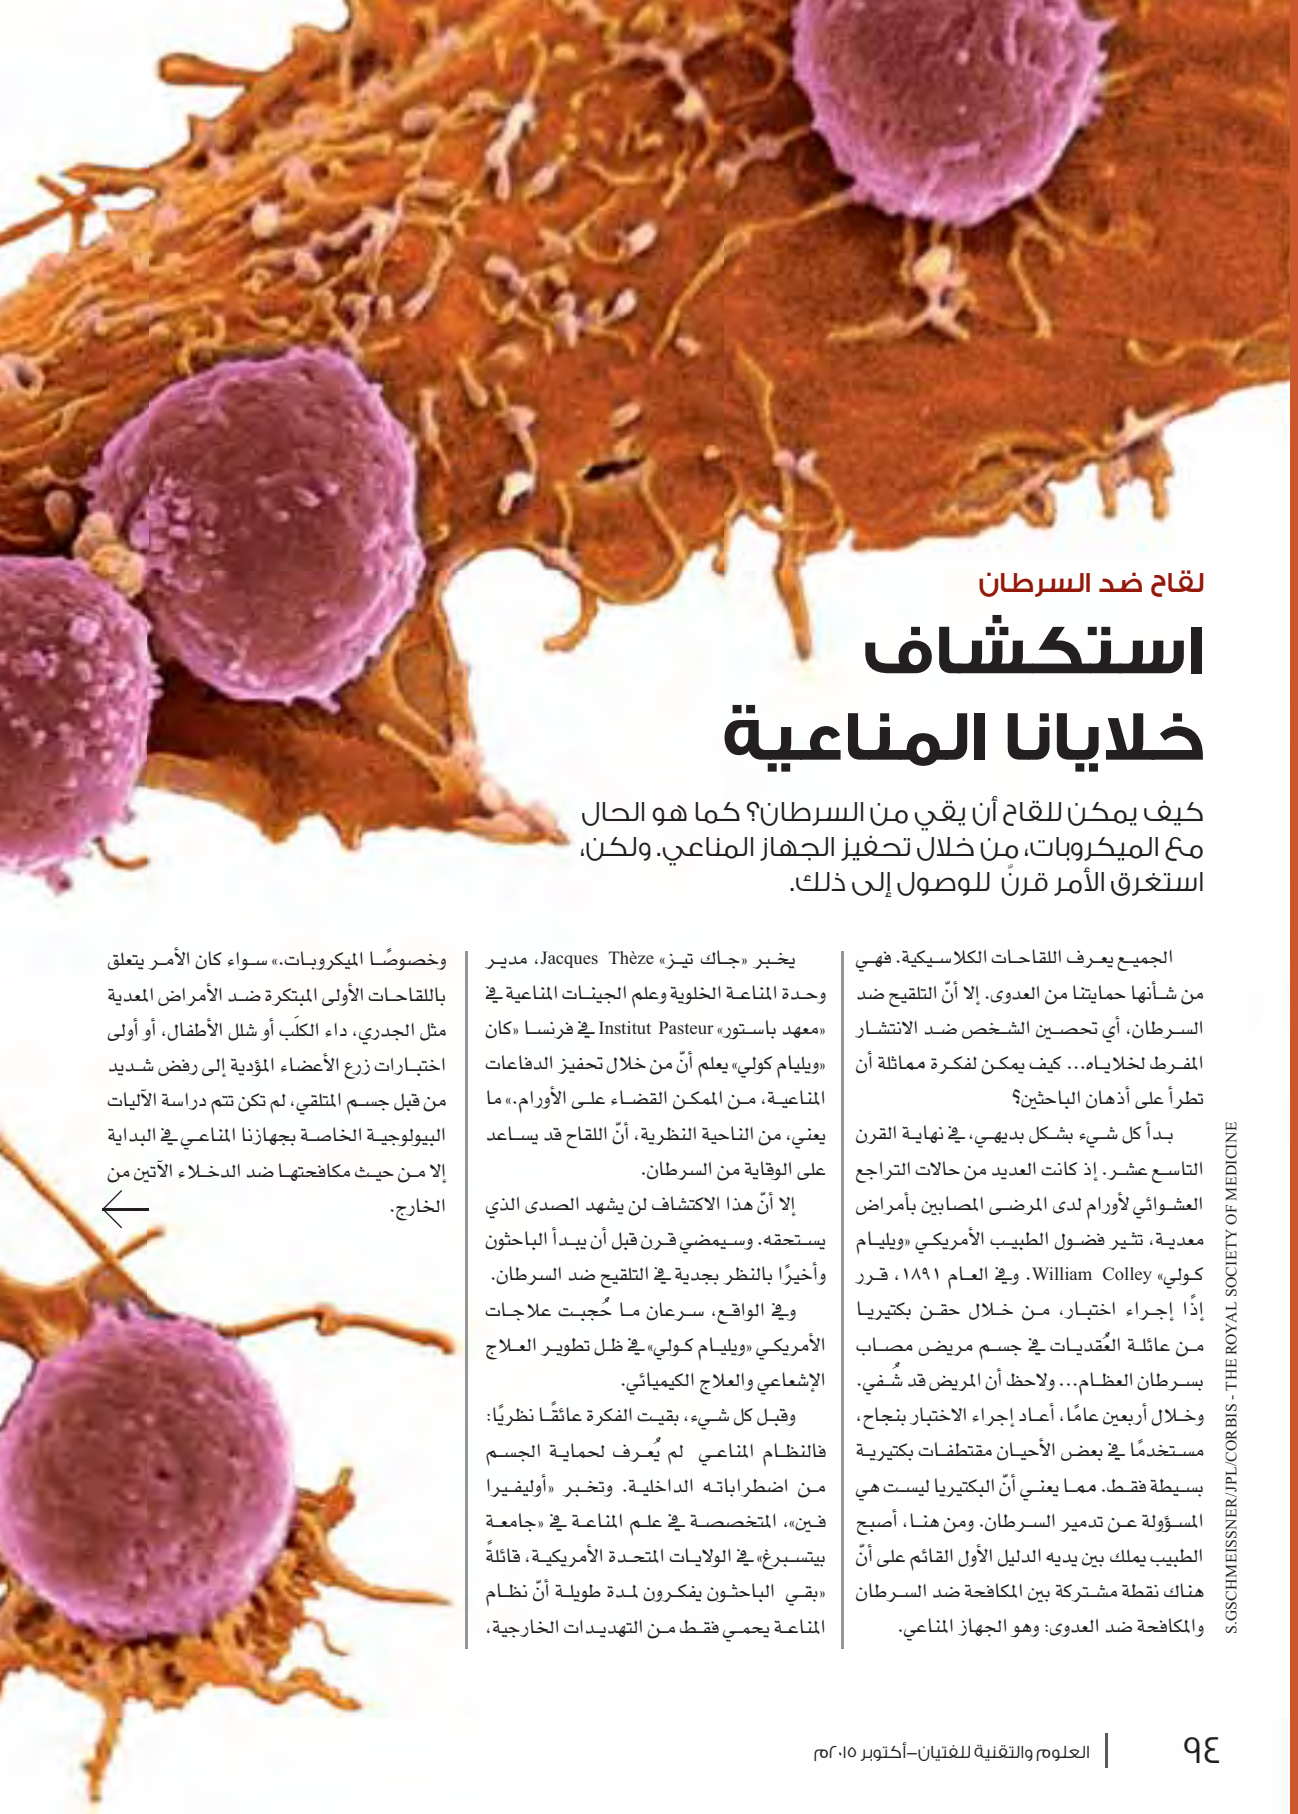 لقاح ضد السرطان
استكشاف
خلايانا المناعية
كيف يمكن للقاح أن يقي من السرطان؟ كما هو الحال
مع الميكروبات، من خلال تحفيز الجهاز المناعي. ولكن،
استغرق الأمر قرنٌ للوصول إلى ذلك.
الجميع يعرف اللقاحات الكلاسيكية. فهي
من شأنها حمايتنا من العدوى. إلا أنّ التلقيح ضد
السرطان، أي تحصين الشخص ضد الانتشار
المفرط لخلاياه... كيف يمكن لفكرة مماثلة أن
تطرأ على أذهان الباحثين؟
بدأ كل شيء بشكل بديهي، في نهاية القرن
التاسع عشر. إذ كانت العديد من حالات التراجع
العشوائي لأورام لدى المرضى المصابين بأمراض
معدية، تثير فضول الطبيب الأمريكي «ويليام
كولي» William Colley. وفي العام ١٨٩١، قرر
إذًا إجراء اختبار، من خلال حقن بكتيريا
من عائلة العُقديات في جسم مريض مصاب
بسرطان العظام... ولاحظ أن المريض قد شُفي.
وخلال أربعين عامًا، أعاد إجراء الاختبار بنجاح،
مستخدمًا في بعض الأحيان مقتطفات بكتيرية
بسيطة فقط. مما يعني أنّ البكتيريا ليست هي
المسؤولة عن تدمير السرطان. ومن هنا، أصبح
الطبيب يملك بين يديه الدليل الأول القائم على أنّ
هناك نقطة مشتركة بين المكافحة ضد السرطان
والمكافحة ضد العدوى: وهو الجهاز المناعي.
يخبر «جاك تيز» Jacques Thèze، مدير
وحدة المناعة الخلوية وعلم الجينات المناعية في
«معهد باستور» Institut Pasteur في فرنسا «كان
«ويليام كولي» يعلم أنّ من خلال تحفيز الدفاعات
المناعية، من الممكن القضاء على الأورام.» ما
يعني، من الناحية النظرية، أنّ اللقاح قد يساعد
على الوقاية من السرطان.
إلا أنّ هذا الاكتشاف لن يشهد الصدى الذي
يستحقه. وسيمضي قرن قبل أن يبدأ الباحثون
وأخيرًا بالنظر بجدية في التلقيح ضد السرطان.
وفي الواقع، سرعان ما حُجبت علاجات
الأمريكي «ويليام كولي» في ظل تطوير العلاج
الإشعاعي والعلاج الكيميائي.
وقبل كل شيء، بقيت الفكرة عائقًا نظريًا:
فالنظام المناعي لم يُعرف لحماية الجسم
من اضطراباته الداخلية. وتخبر «أوليفيرا
فين»، المتخصصة في علم المناعة في «جامعة
بيتسبرغ» في الولايات المتحدة الأمريكية، قائلةً
«بقي الباحثون يفكرون لمدة طويلة أنّ نظام
المناعة يحمي فقط من التهديدات الخارجية،
وخصوصًا الميكروبات.» سواء كان الأمر يتعلق
باللقاحات الأولى المبتكرة ضد الأمراض المعدية
مثل الجدري، داء الكلَب أو شلل الأطفال، أو أولى
اختبارات زرع الأعضاء المؤدية إلى رفض شديد
من قبل جسم المتلقي، لم تكن تتم دراسة الآليات
البيولوجية الخاصة بجهازنا المناعي في البداية
إلا من حيث مكافحتها ضد الدخلاء الآتين من
الخارج.
S.GSCHMEISSNER/JPL/CORBIS - THE ROYAL SOCIETY OF MEDICINE
العلوم والتقنية للفتيان–أكتوبر ٢٠١٥م
٩٤